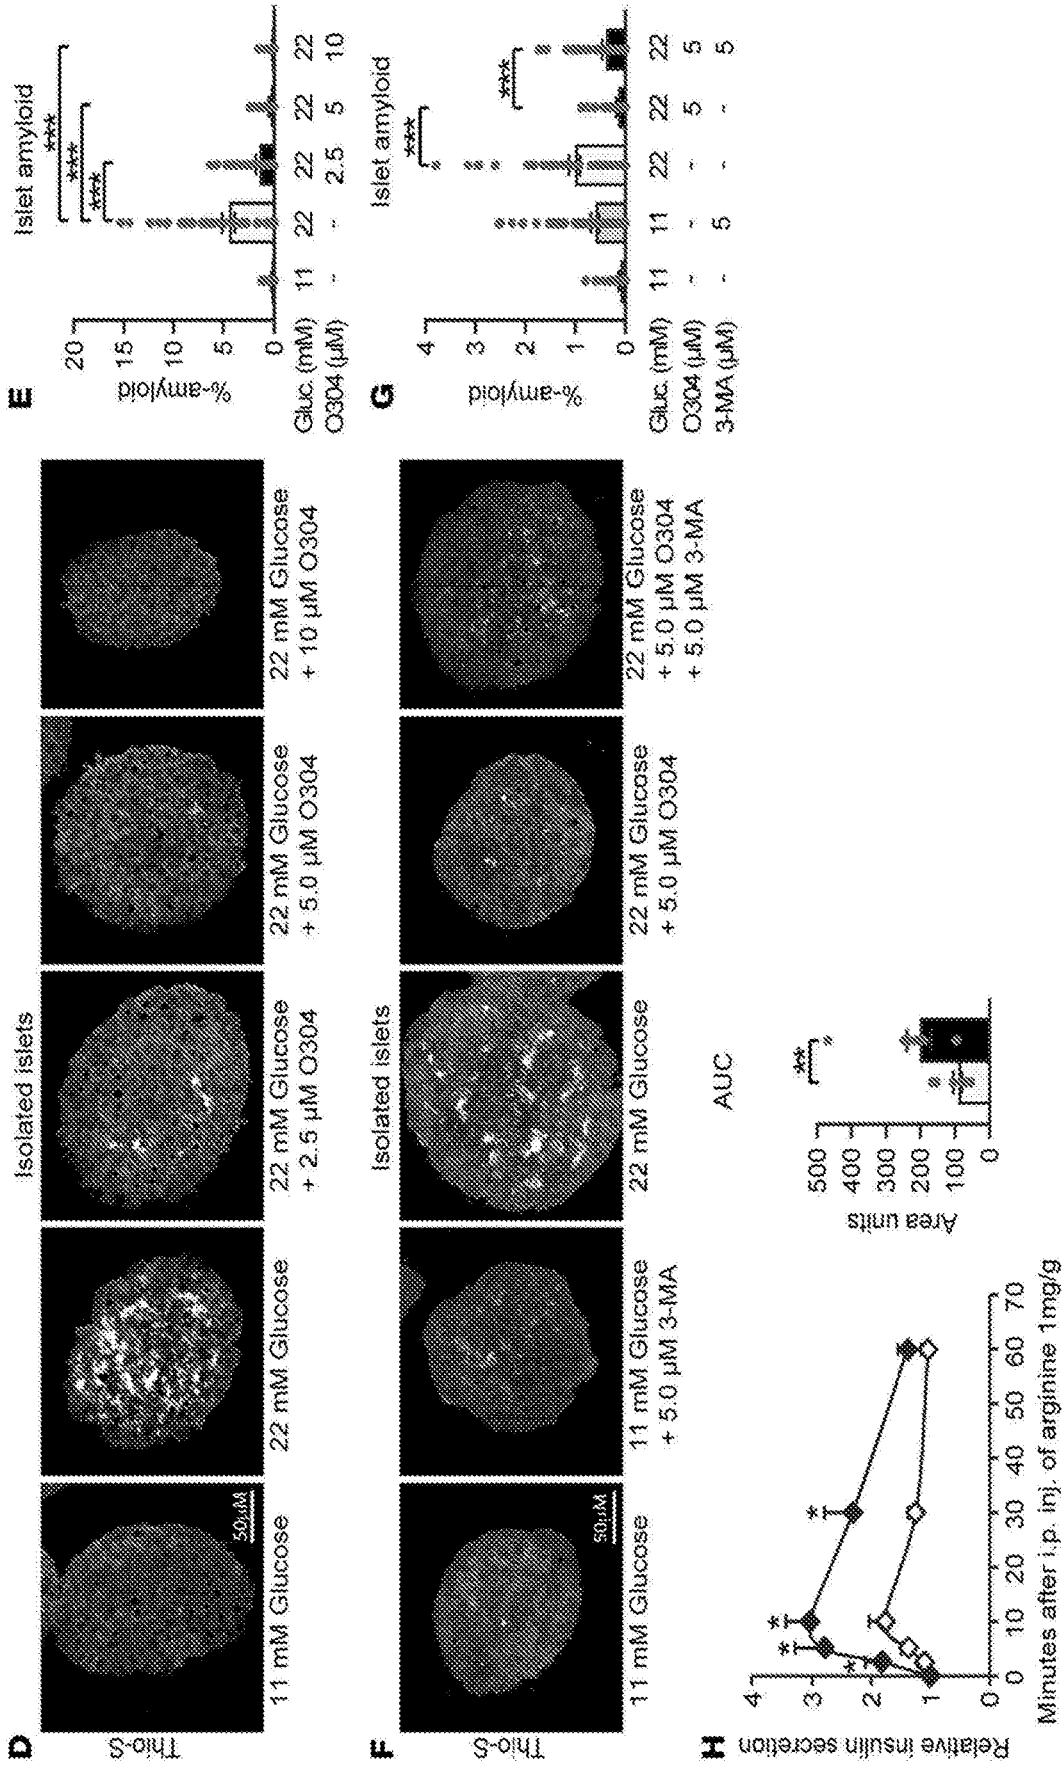 D
Isolated islets
Thio-S
50µM
11 mM Glucose
22 mM Glucose
22 mM Glucose
+ 2.5 µM O304
22 mM Glucose
+ 5.0 µM O304
22 mM Glucose
+ 10 µM O304
E
Islet amyloid
%-amyloid
20
15
10
5
0
***
***
***
Gluc. (mM) 11 22 22 22 22
O304 (µM) - - 2.5 5 10
F
Isolated islets
Thio-S
50µM
11 mM Glucose
11 mM Glucose
+ 5.0 µM 3-MA
22 mM Glucose
22 mM Glucose
+ 5.0 µM O304
22 mM Glucose
+ 5.0 µM O304
+ 5.0 µM 3-MA
G
Islet amyloid
%-amyloid
4
3
2
1
0
***
***
Gluc. (mM) 11 11 22 22 22
O304 (µM) - - - 5 5
3-MA (µM) - 5 - - 5
H
Relative insulin secretion
4
3
2
1
0
* * * *
0 10 20 30 40 50 60 70
Minutes after i.p. inj. of arginine 1mg/g
AUC
Area units
500
400
300
200
100
0
**